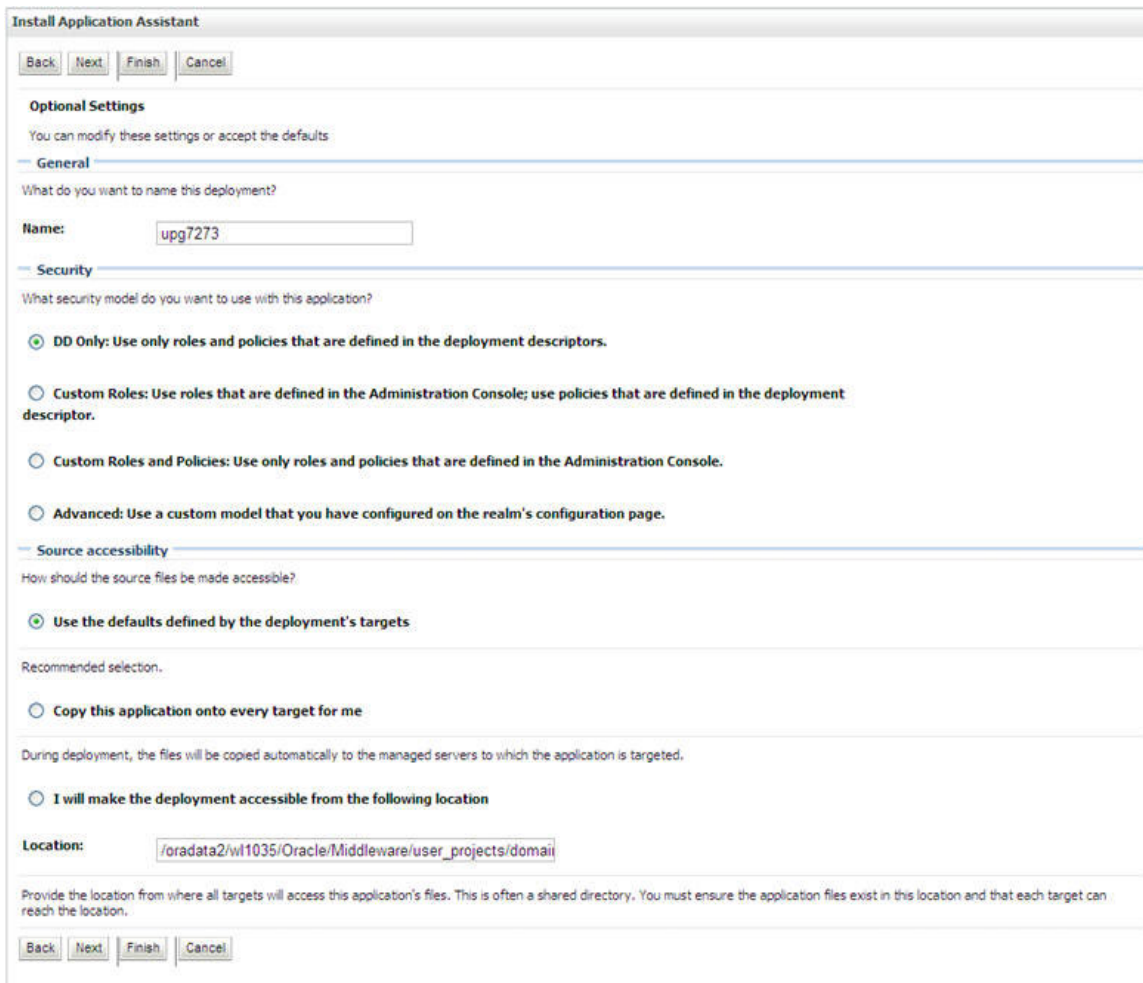 Install Application Assistant
Back Next Finish Cancel
Optional Settings
You can modify these settings or accept the defaults
General
What do you want to name this deployment?
Name: upg7273
Security
What security model do you want to use with this application?
DD Only: Use only roles and policies that are defined in the deployment descriptors.
Custom Roles: Use roles that are defined in the Administration Console; use policies that are defined in the deployment
descriptor.
Custom Roles and Policies: Use only roles and policies that are defined in the Administration Console.
Advanced: Use a custom model that you have configured on the realm's configuration page.
Source accessibility
How should the source files be made accessible?
Use the defaults defined by the deployment's targets
Recommended selection.
Copy this application onto every target for me
During deployment, the files will be copied automatically to the managed servers to which the application is targeted.
I will make the deployment accessible from the following location
Location: /oradata2/wl1035/Oracle/Middleware/user_projects/domain
Provide the location from where all targets will access this application's files. This is often a shared directory. You must ensure the application files exist in this location and that each target can
reach the location.
Back Next Finish Cancel